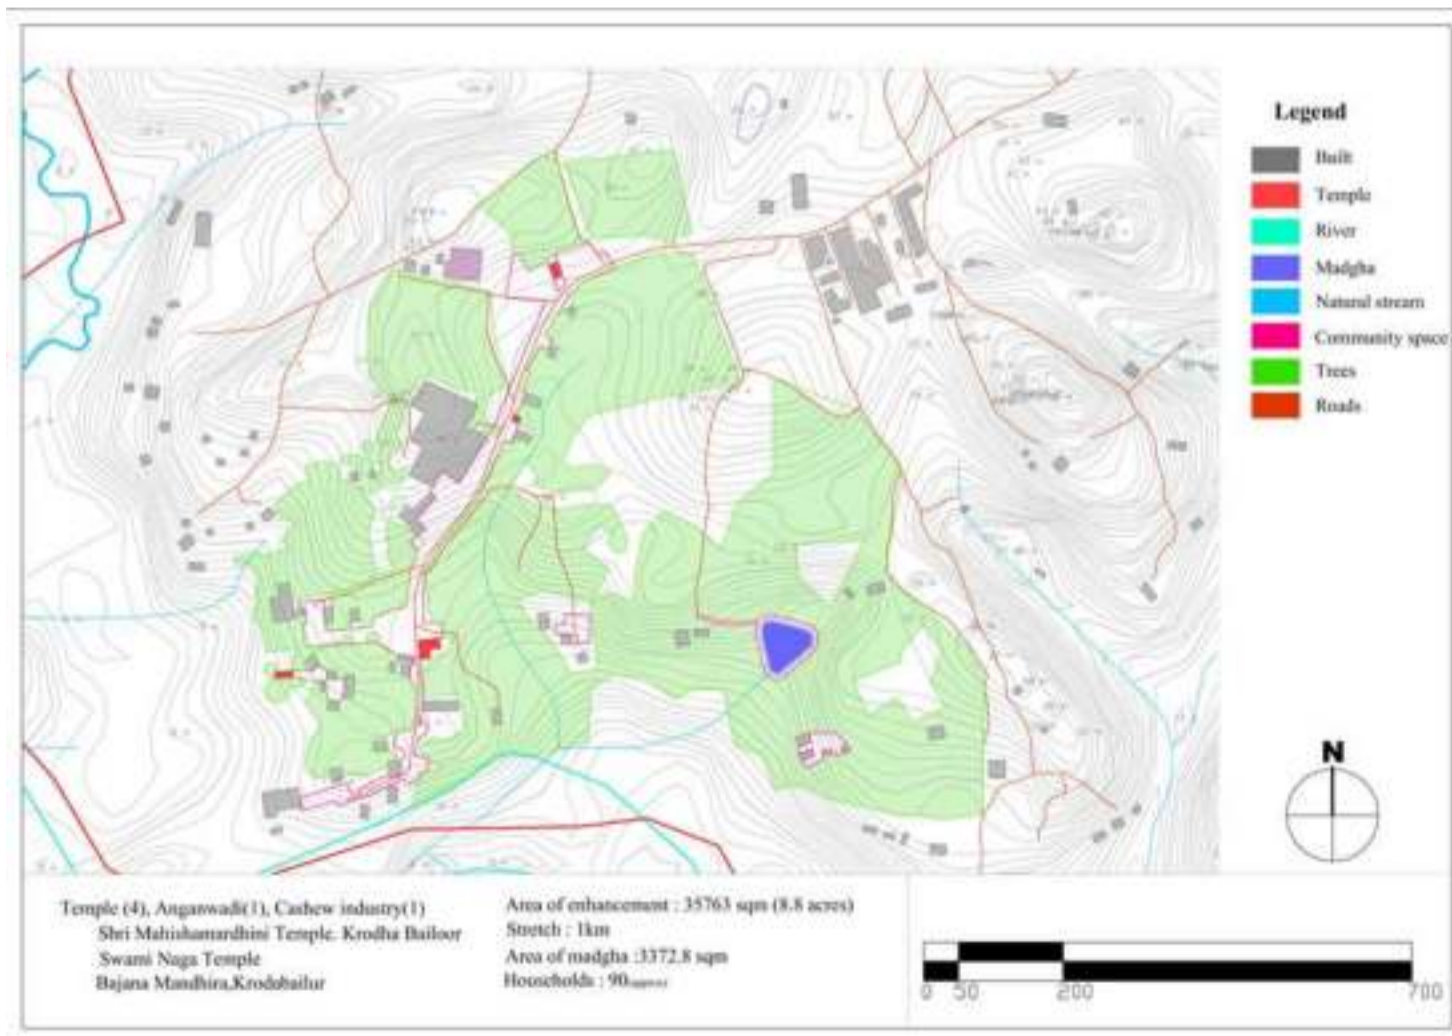 Legend
Built
Temple
River
Madgha
Natural stream
Community space
Trees
Roads
N
Temple (4), Anganwadi(1), Cashew industry(1)
Shri Mahishamardhini Temple. Krodha Bailoor
Swami Naga Temple
Bajana Mandhira,Krodabailur
Area of enhancement : 35763 sqm (8.8 acres)
Stretch : 1km
Area of madgha :3372.8 sqm
Households : 90
0 50 200 700